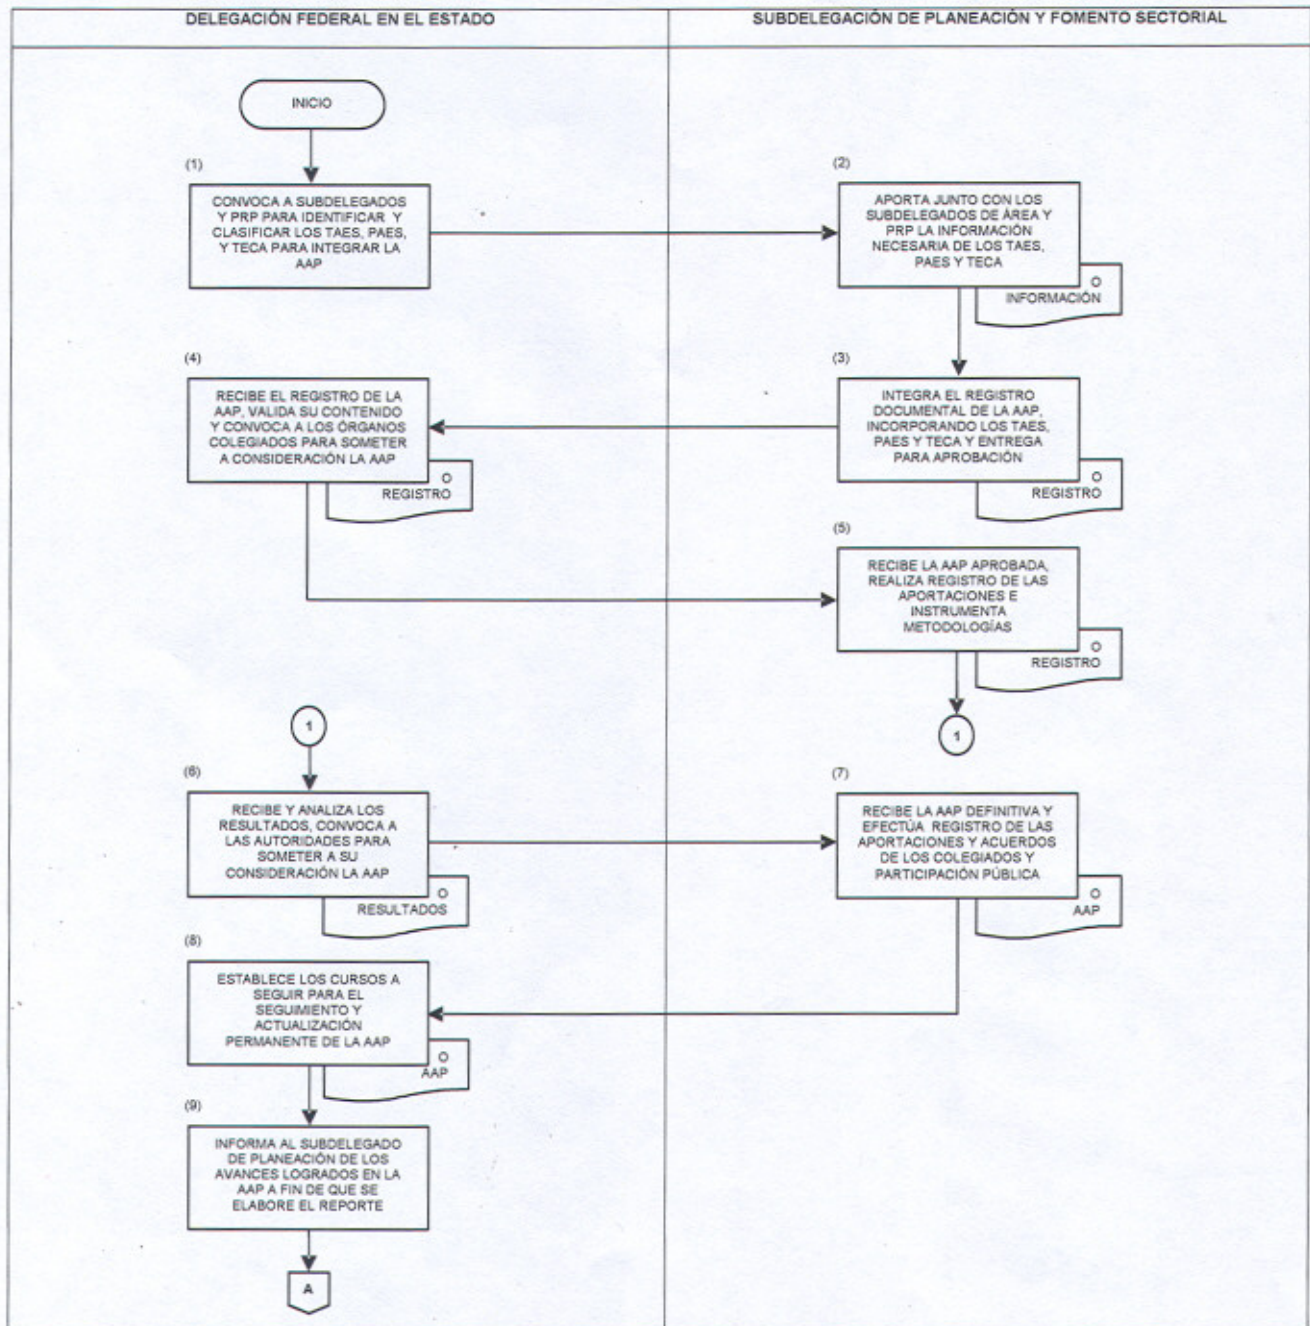 DELEGACIÓN FEDERAL EN EL ESTADO
SUBDELEGACIÓN DE PLANEACIÓN Y FOMENTO SECTORIAL
INICIO
(1)
CONVOCA A SUBDELEGADOS
Y PRP PARA IDENTIFICAR Y
CLASIFICAR LOS TAES, PAES,
Y TECA PARA INTEGRAR LA
AAP
(2)
APORTA JUNTO CON LOS
SUBDELEGADOS DE ÁREA Y
PRP LA INFORMACIÓN
NECESARIA DE LOS TAES,
PAES Y TECA
O
INFORMACIÓN
(3)
INTEGRA EL REGISTRO
DOCUMENTAL DE LA AAP,
INCORPORANDO LOS TAES,
PAES Y TECA Y ENTREGA
PARA APROBACIÓN
O
REGISTRO
(4)
RECIBE EL REGISTRO DE LA
AAP, VALIDA SU CONTENIDO
Y CONVOCA A LOS ÓRGANOS
COLEGIADOS PARA SOMETER
A CONSIDERACIÓN LA AAP
O
REGISTRO
(5)
RECIBE LA AAP APROBADA,
REALIZA REGISTRO DE LAS
APORTACIONES E
INSTRUMENTA
METODOLOGÍAS
O
REGISTRO
1
1
(6)
RECIBE Y ANALIZA LOS
RESULTADOS, CONVOCA A
LAS AUTORIDADES PARA
SOMETER A SU
CONSIDERACIÓN LA AAP
O
RESULTADOS
(7)
RECIBE LA AAP DEFINITIVA Y
EFECTÚA REGISTRO DE LAS
APORTACIONES Y ACUERDOS
DE LOS COLEGIADOS Y
PARTICIPACIÓN PÚBLICA
O
AAP
(8)
ESTABLECE LOS CURSOS A
SEGUIR PARA EL
SEGUIMIENTO Y
ACTUALIZACIÓN
PERMANENTE DE LA AAP
O
AAP
(9)
INFORMA AL SUBDELEGADO
DE PLANEACIÓN DE LOS
AVANCES LOGRADOS EN LA
AAP A FIN DE QUE SE
ELABORE EL REPORTE
A